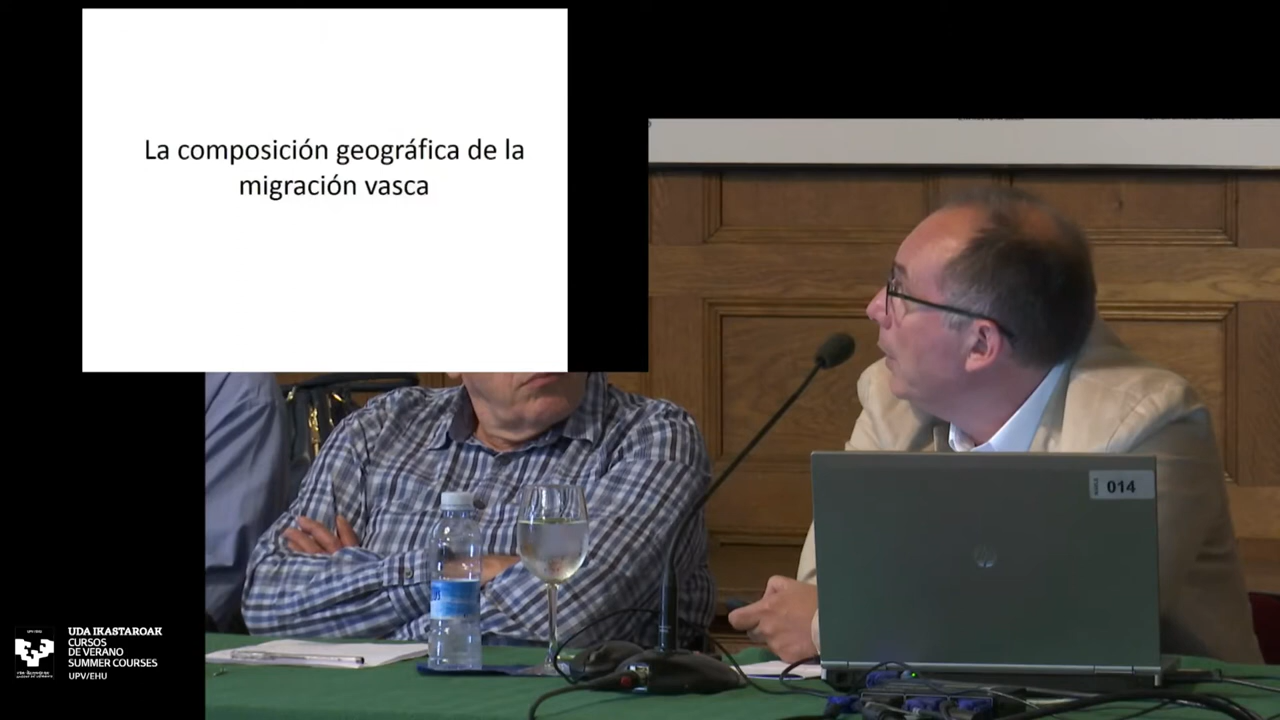 La composición geográfica de la
migración vasca
014
UDA IKASTAROAK
CURSOS
DE VERANO
SUMMER COURSES
UPV/EHU